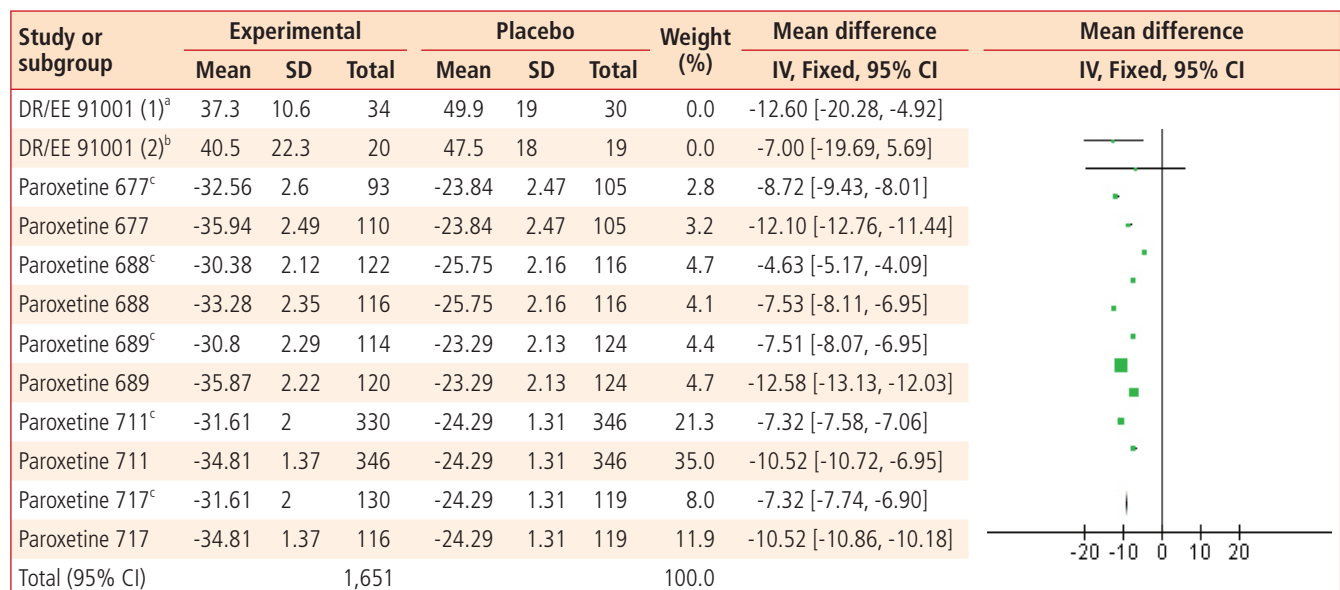 Study or subgroup Experimental Placebo Weight (%) Mean difference Mean difference
Mean SD Total Mean SD Total IV, Fixed, 95% CI IV, Fixed, 95% CI
DR/EE 91001 (1)ᵃ 37.3 10.6 34 49.9 19 30 0.0 -12.60 [-20.28, -4.92]
DR/EE 91001 (2)ᵇ 40.5 22.3 20 47.5 18 19 0.0 -7.00 [-19.69, 5.69]
Paroxetine 677ᶜ -32.56 2.6 93 -23.84 2.47 105 2.8 -8.72 [-9.43, -8.01]
Paroxetine 677 -35.94 2.49 110 -23.84 2.47 105 3.2 -12.10 [-12.76, -11.44]
Paroxetine 688ᶜ -30.38 2.12 122 -25.75 2.16 116 4.7 -4.63 [-5.17, -4.09]
Paroxetine 688 -33.28 2.35 116 -25.75 2.16 116 4.1 -7.53 [-8.11, -6.95]
Paroxetine 689ᶜ -30.8 2.29 114 -23.29 2.13 124 4.4 -7.51 [-8.07, -6.95]
Paroxetine 689 -35.87 2.22 120 -23.29 2.13 124 4.7 -12.58 [-13.13, -12.03]
Paroxetine 711ᶜ -31.61 2 330 -24.29 1.31 346 21.3 -7.32 [-7.58, -7.06]
Paroxetine 711 -34.81 1.37 346 -24.29 1.31 346 35.0 -10.52 [-10.72, -6.95]
Paroxetine 717ᶜ -31.61 2 130 -24.29 1.31 119 8.0 -7.32 [-7.74, -6.90]
Paroxetine 717 -34.81 1.37 116 -24.29 1.31 119 11.9 -10.52 [-10.86, -10.18]
Total (95% CI) 1,651 100.0
-20 -10 0 10 20